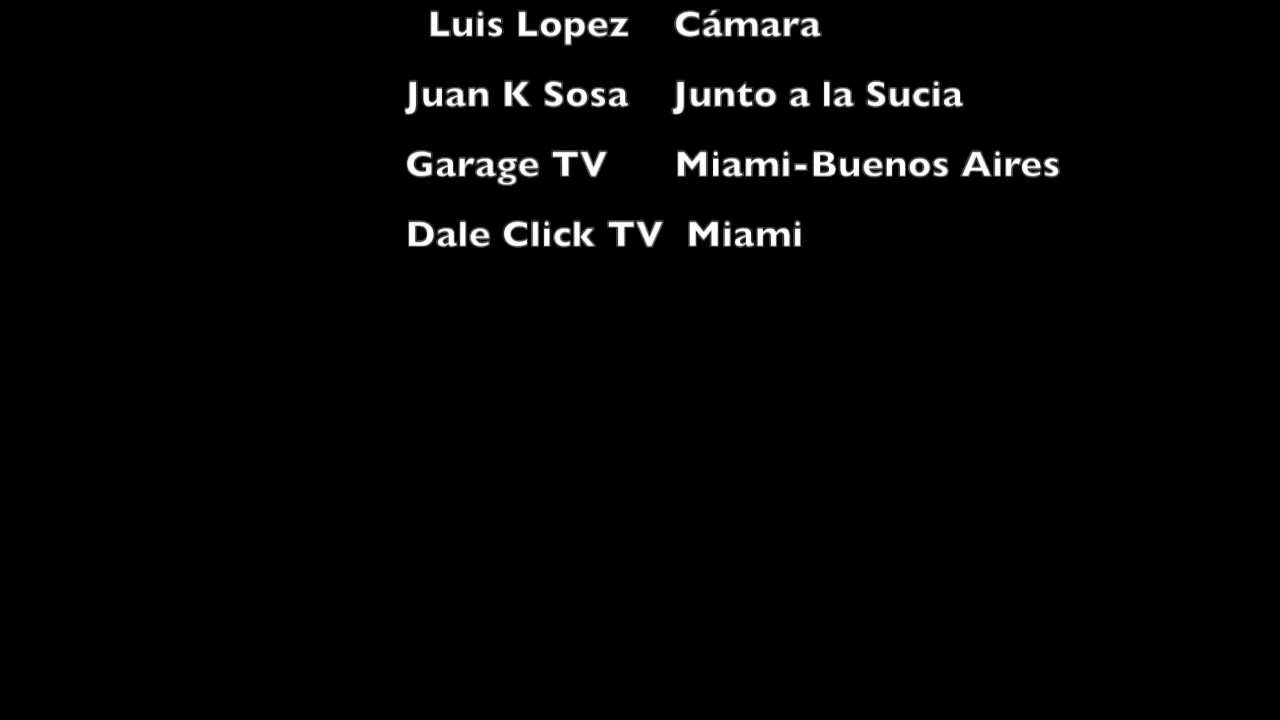 Luis Lopez Cámara
Juan K Sosa Junto a la Sucia
Garage TV Miami-Buenos Aires
Dale Click TV Miami